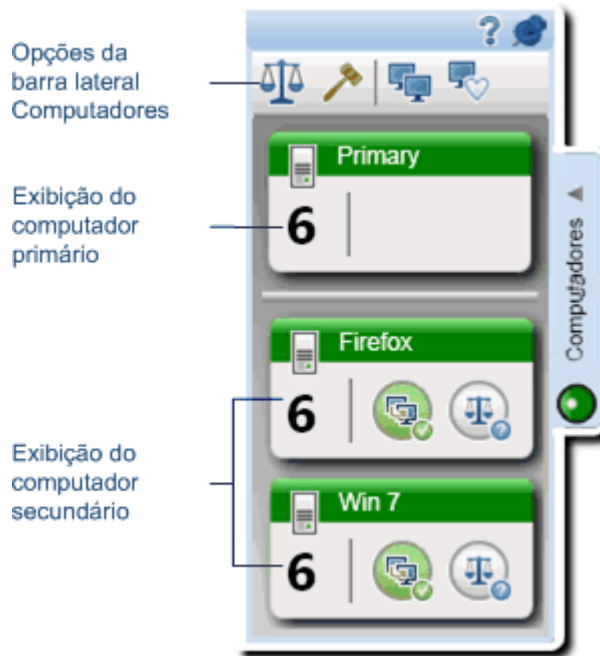 ?
Opções da
barra lateral
Computadores
Primary
6
Exibição do
computador
primário
Computadores
Firefox
6
Exibição do
computador
secundário
Win 7
6